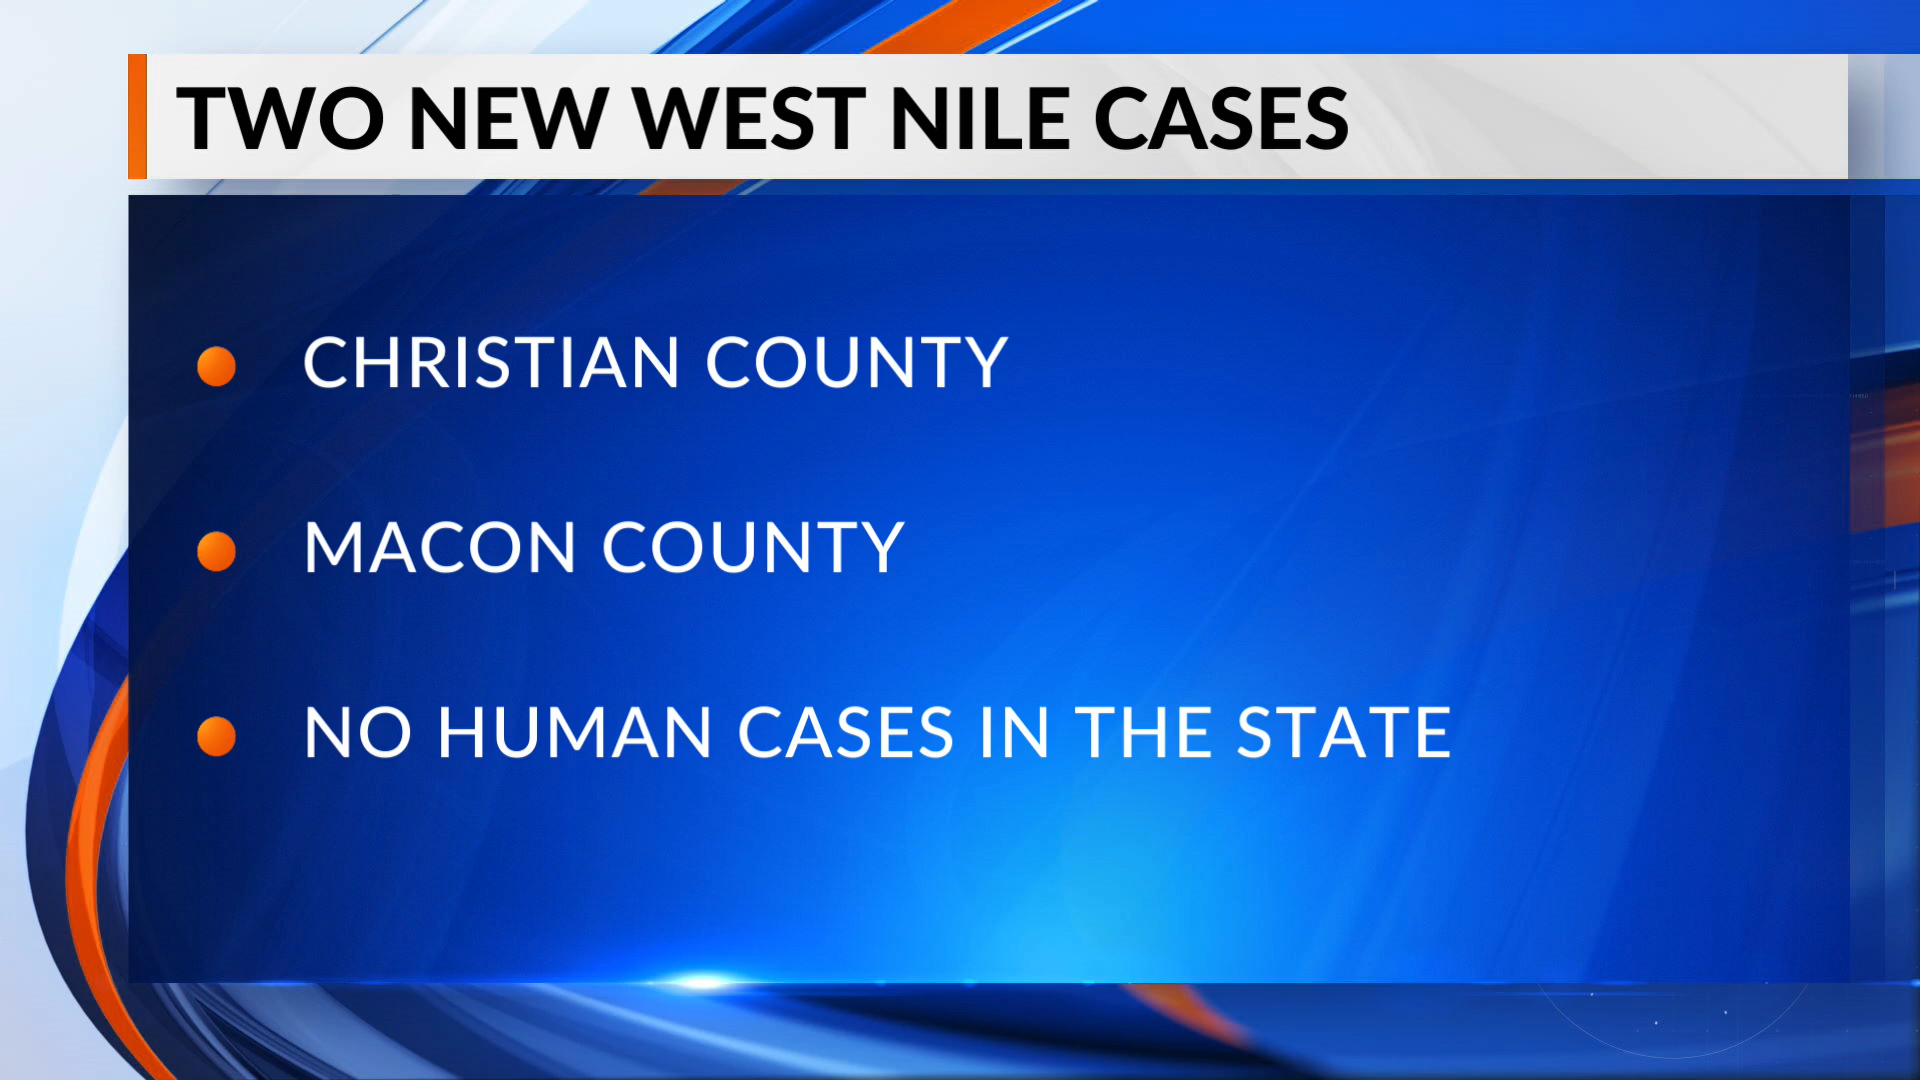 TWO NEW WEST NILE CASES
CHRISTIAN COUNTY
MACON COUNTY
NO HUMAN CASES IN THE STATE